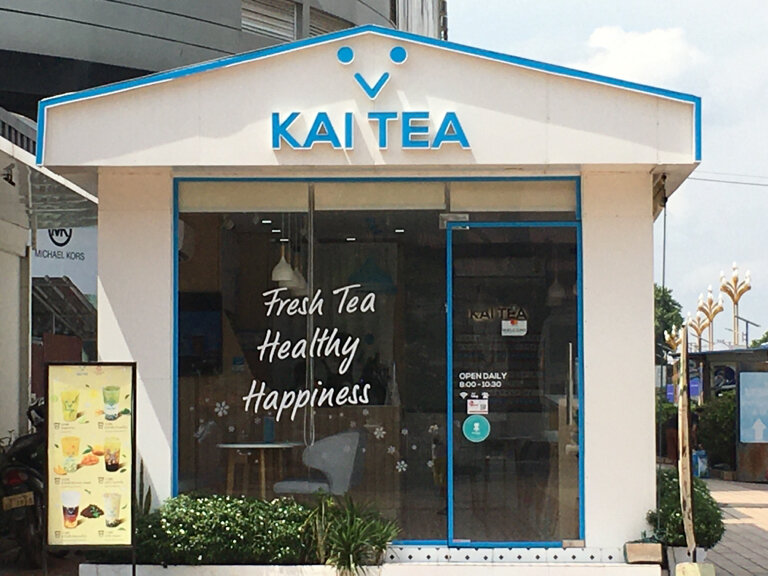 KAI TEA
MICHAEL KORS
Fresh Tea
Healthy
Happiness
KAI TEA
OPEN DAILY
8:00 - 10.30